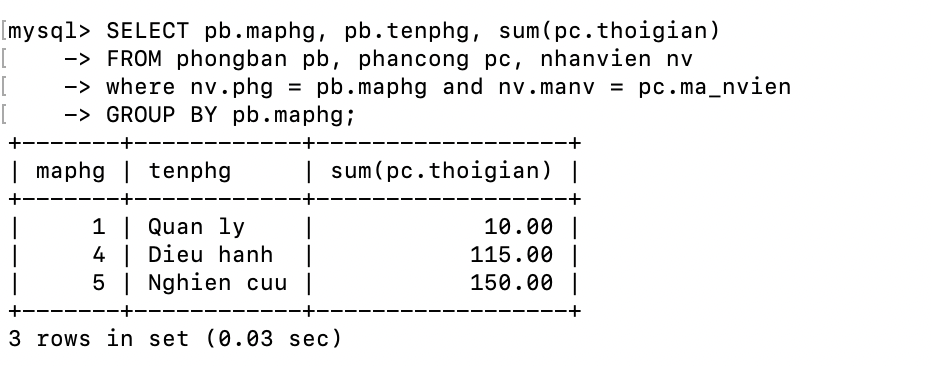 [mysql> SELECT pb.maphg, pb.tenphg, sum(pc.thoigian)
[    -> FROM phongban pb, phancong pc, nhanvien nv
[    -> where nv.phg = pb.maphg and nv.manv = pc.ma_nvien
[    -> GROUP BY pb.maphg;
+-------+------------+------------------+
| maphg | tenphg     | sum(pc.thoigian) |
+-------+------------+------------------+
|     1 | Quan ly    |            10.00 |
|     4 | Dieu hanh  |           115.00 |
|     5 | Nghien cuu |           150.00 |
+-------+------------+------------------+
3 rows in set (0.03 sec)